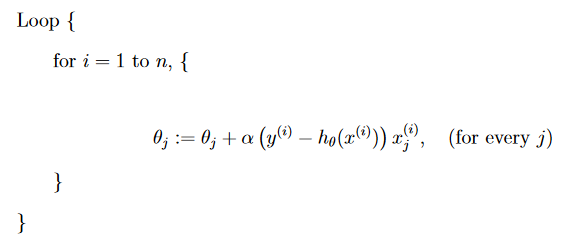 Loop {
for i = 1 to n, {
θ_j := θ_j + α (y^{(i)} − h_θ(x^{(i)})) x_j^{(i)}, (for every j)
}
}